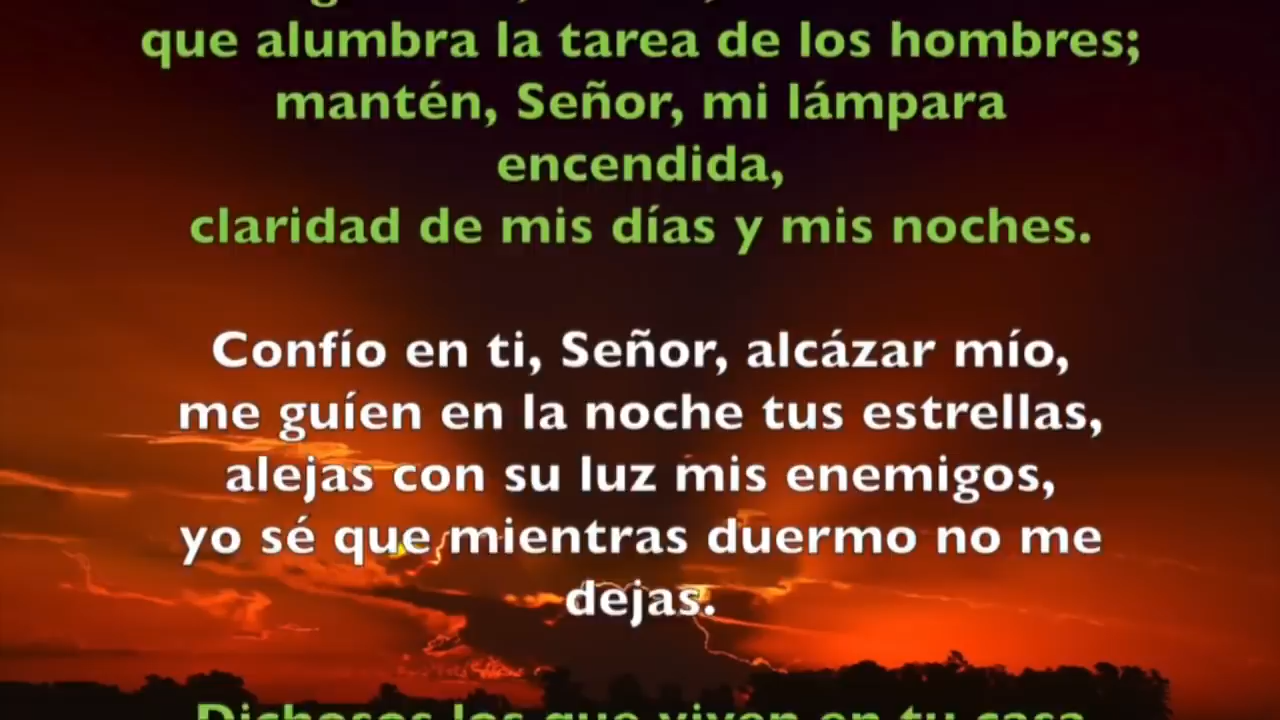 que alumbra la tarea de los hombres;
mantén, Señor, mi lámpara
encendida,
claridad de mis días y mis noches.
Confío en ti, Señor, alcázar mío,
me guíen en la noche tus estrellas,
alejas con su luz mis enemigos,
yo sé que mientras duermo no me
dejas.
Dichosos los que viven en tu casa